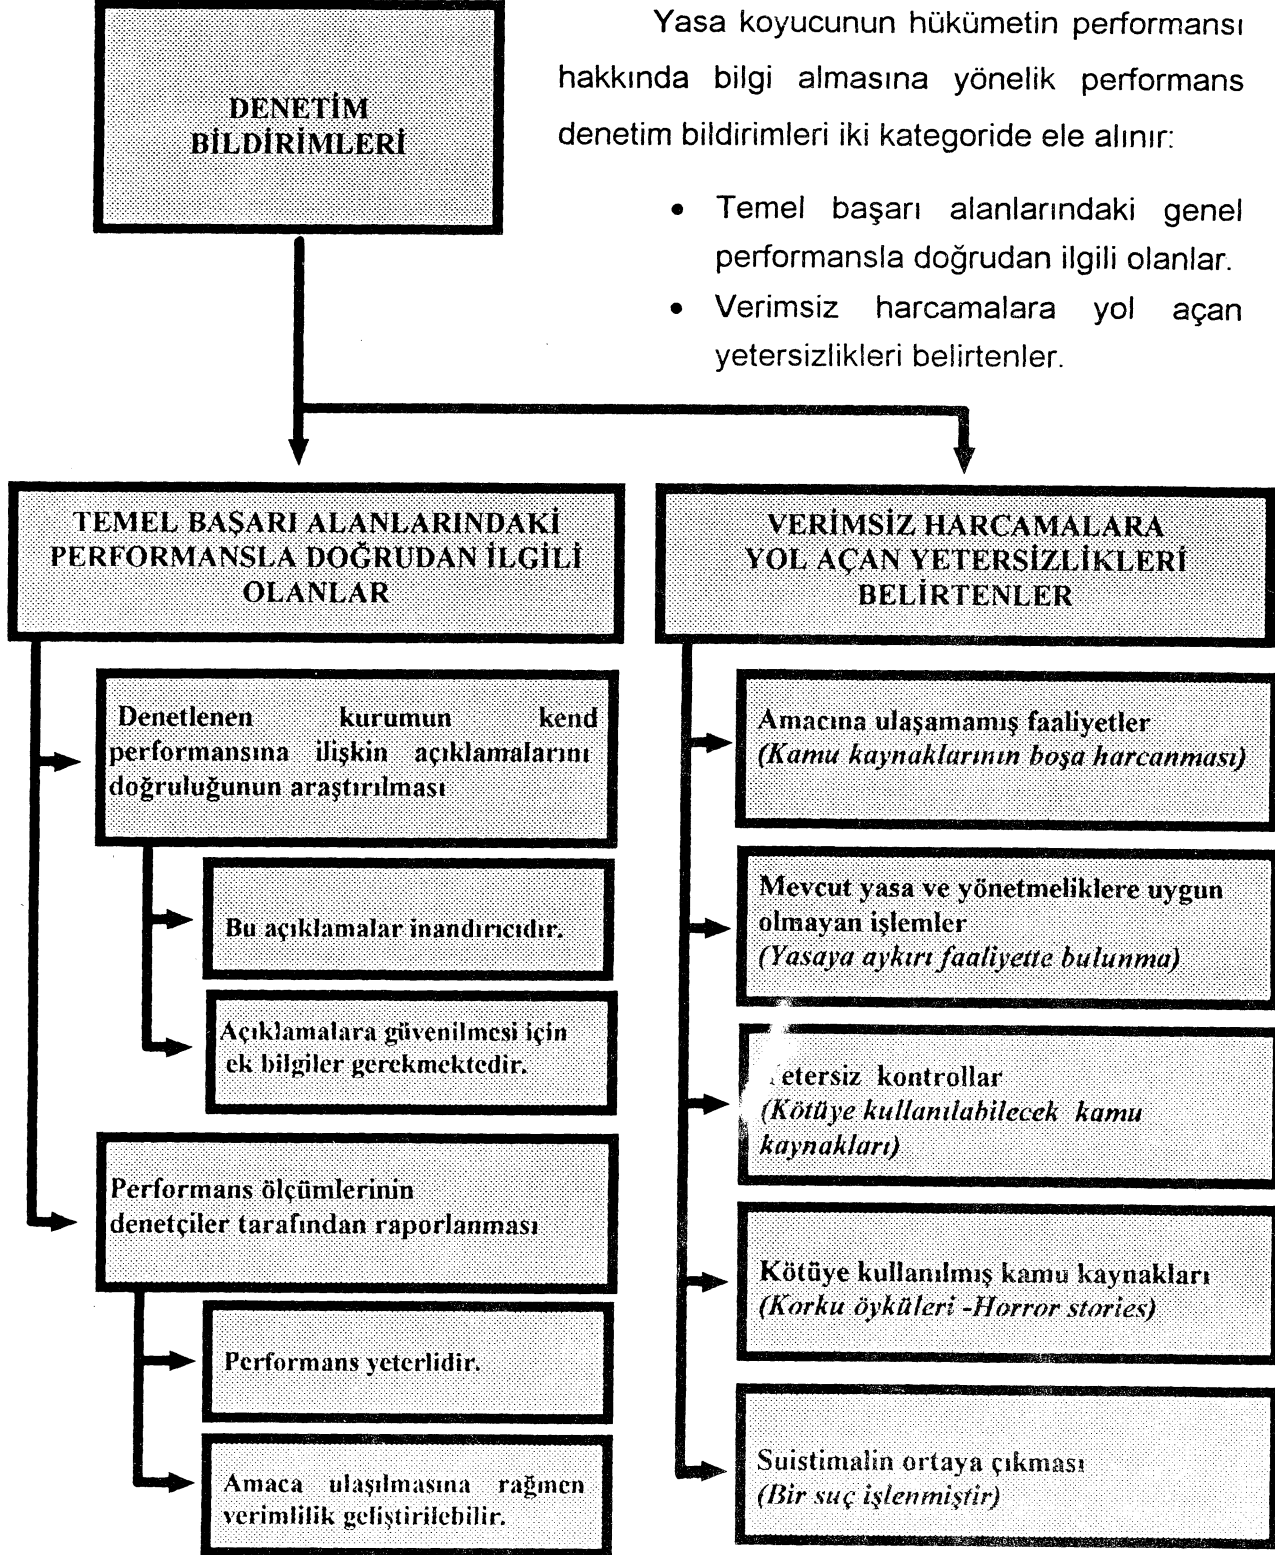 DENETİM
BİLDİRİMLERİ
Yasa koyucunun hükümetin performansı
hakkında bilgi almasına yönelik performans
denetim bildirimleri iki kategoride ele alınır:
• Temel başarı alanlarındaki genel
performansla doğrudan ilgili olanlar.
• Verimsiz harcamalara yol açan
yetersizlikleri belirtenler.
TEMEL BAŞARI ALANLARINDAKİ
PERFORMANSLA DOĞRUDAN İLGİLİ
OLANLAR
Denetlenen kurumun kend
performansına ilişkin açıklamalarını
doğruluğunun araştırılması
Bu açıklamalar inandırıcıdır.
Açıklamalara güvenilmesi için
ek bilgiler gerekmektedir.
Performans ölçümlerinin
denetçiler tarafından raporlanması
Performans yeterlidir.
Amaca ulaşılmasına rağmen
verimlilik geliştirilebilir.
VERİMSİZ HARCAMALARA
YOL AÇAN YETERSİZLİKLERİ
BELİRTENLER
Amacına ulaşamamış faaliyetler
(Kamu kaynaklarının boşa harcanması)
Mevcut yasa ve yönetmeliklere uygun
olmayan işlemler
(Yasaya aykırı faaliyette bulunma)
etersiz kontrollar
(Kötüye kullanılabilecek kamu
kaynakları)
Kötüye kullanılmış kamu kaynakları
(Korku öyküleri -Horror stories)
Suistimalin ortaya çıkması
(Bir suç işlenmiştir)